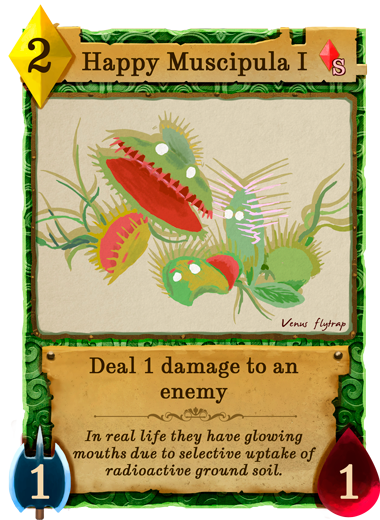 2
Happy Muscipula I
S
Venus flytrap
Deal 1 damage to an
enemy
In real life they have glowing
mouths due to selective uptake of
radioactive ground soil.
1
1